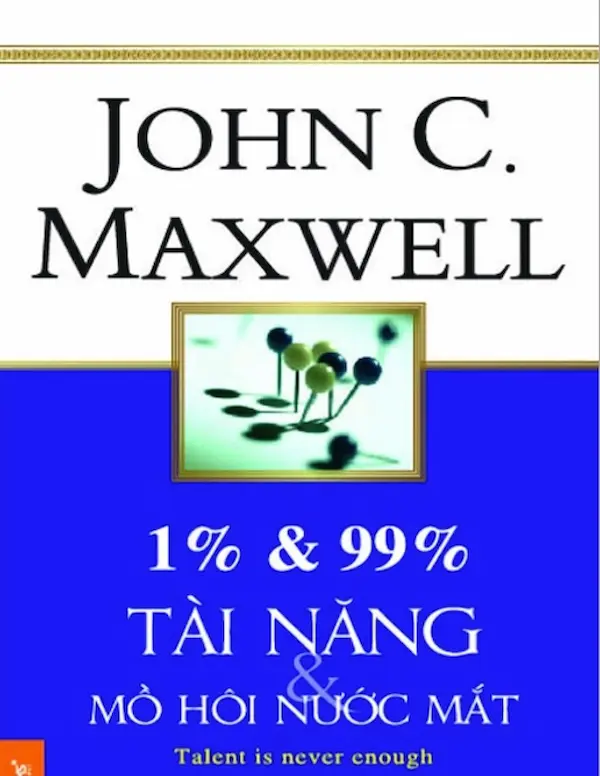 JOHN C.
MAXWELL
1% & 99%
TÀI NĂNG
&
MỒ HÔI NƯỚC MẮT
Talent is never enough